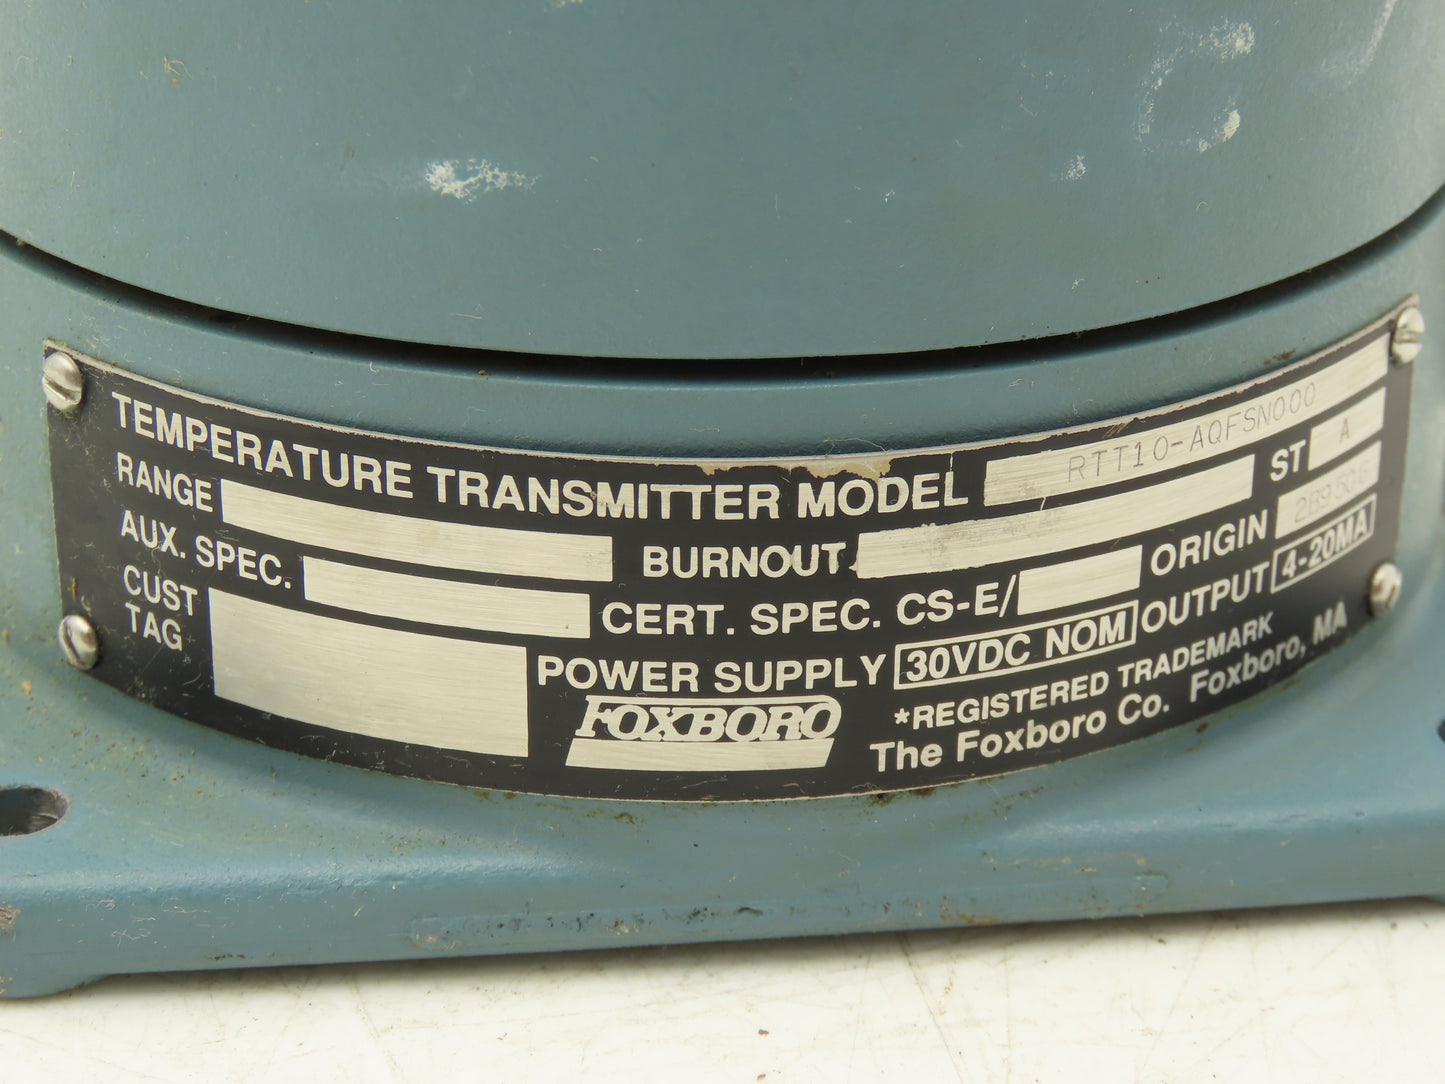 TEMPERATURE TRANSMITTER MODEL RTT10-AQFSN000
RANGE BURNOUT ST A
AUX. SPEC. CERT. SPEC. CS-E/ ORIGIN 2B9506
CUST TAG POWER SUPPLY 30VDC NOM OUTPUT 4-20MA
FOXBORO
*REGISTERED TRADEMARK
The Foxboro Co. Foxboro, MA